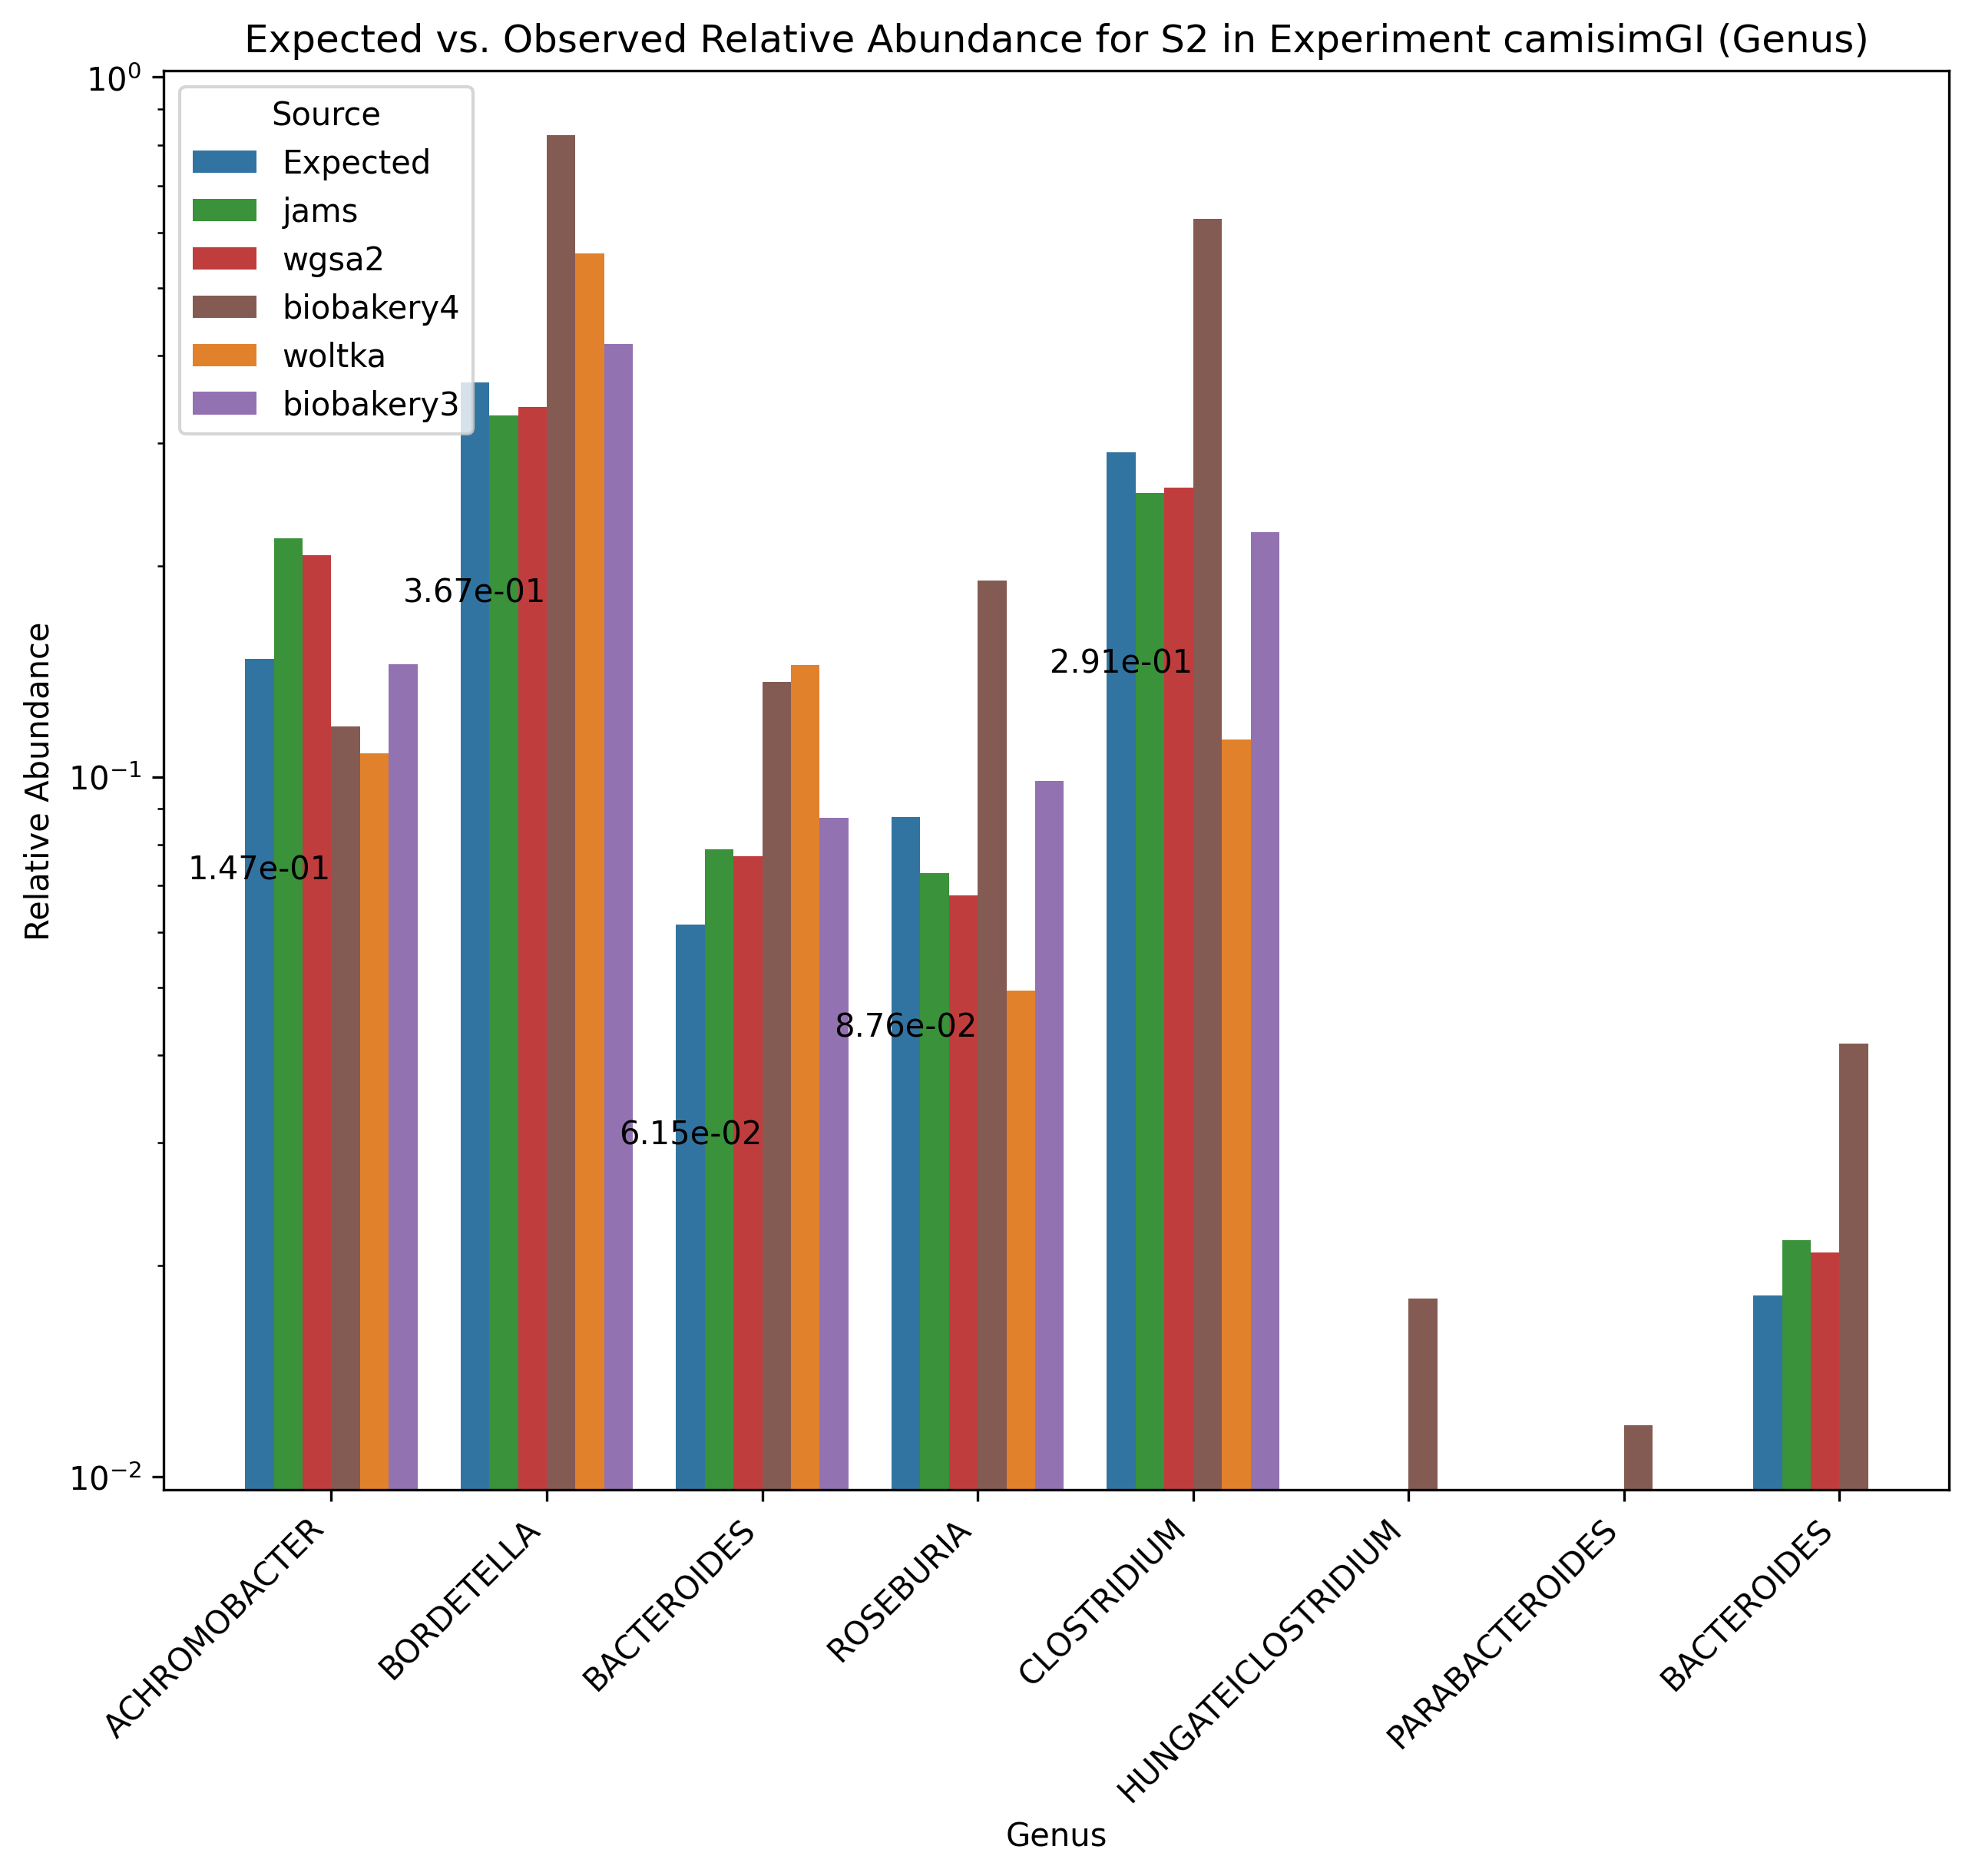 Expected vs. Observed Relative Abundance for S2 in Experiment camisimGI (Genus)
10⁰
Source
Expected
jams
wgsa2
biobakery4
woltka
biobakery3
3.67e-01
2.91e-01
Relative Abundance
10⁻¹
1.47e-01
8.76e-02
6.15e-02
10⁻²
ACHROMOBACTER
BORDETELLA
BACTEROIDES
ROSEBURIA
CLOSTRIDIUM
HUNGATEICLOSTRIDIUM
PARABACTEROIDES
BACTEROIDES
Genus